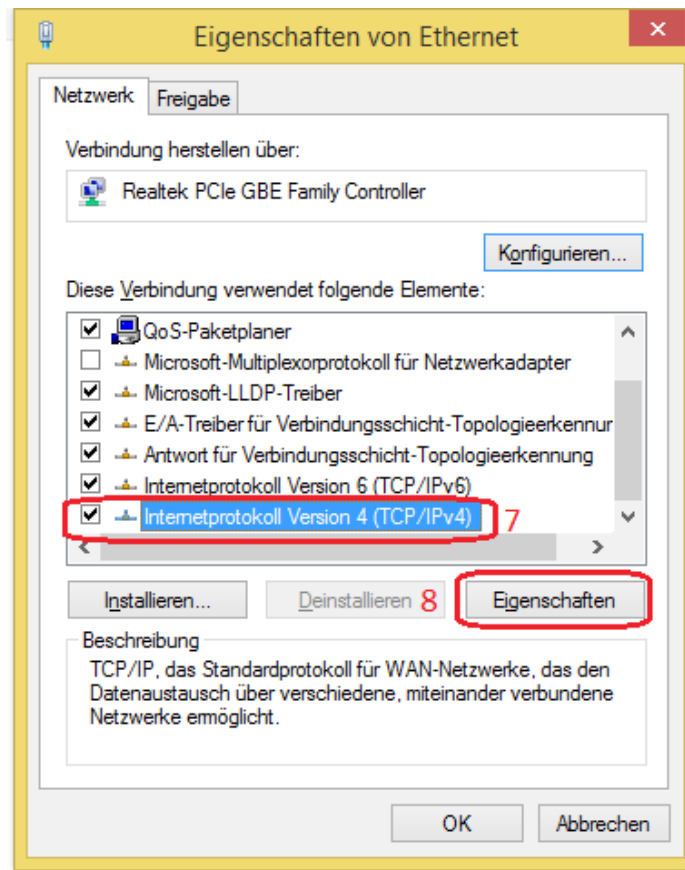 Eigenschaften von Ethernet
Netzwerk Freigabe
Verbindung herstellen über:
Realtek PCIe GBE Family Controller
Konfigurieren...
Diese Verbindung verwendet folgende Elemente:
QoS-Paketplaner
Microsoft-Multiplexorprotokoll für Netzwerkadapter
Microsoft-LLDP-Treiber
E/A-Treiber für Verbindungsschicht-Topologieerkennur
Antwort für Verbindungsschicht-Topologieerkennung
Internetprotokoll Version 6 (TCP/IPv6)
Internetprotokoll Version 4 (TCP/IPv4) 7
Installieren... Deinstallieren 8 Eigenschaften
Beschreibung
TCP/IP, das Standardprotokoll für WAN-Netzwerke, das den
Datenaustausch über verschiedene, miteinander verbundene
Netzwerke ermöglicht.
OK Abbrechen